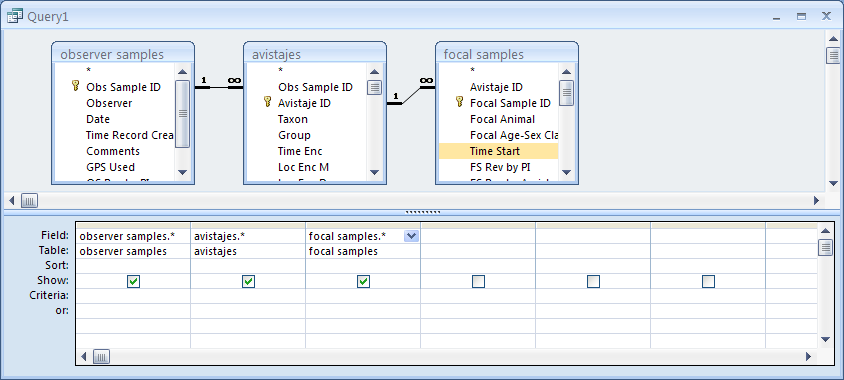 Query1
observer samples
*
Obs Sample ID
Observer
Date
Time Record Crea
Comments
GPS Used
avistajes
*
Obs Sample ID
Avistaje ID
Taxon
Group
Time Enc
Loc Enc M
focal samples
*
Avistaje ID
Focal Sample ID
Focal Animal
Focal Age-Sex Cla
Time Start
FS Rev by PI
1 ∞
1 ∞
Field: observer samples.* avistajes.* focal samples.*
Table: observer samples avistajes focal samples
Sort:
Show:
Criteria:
or: